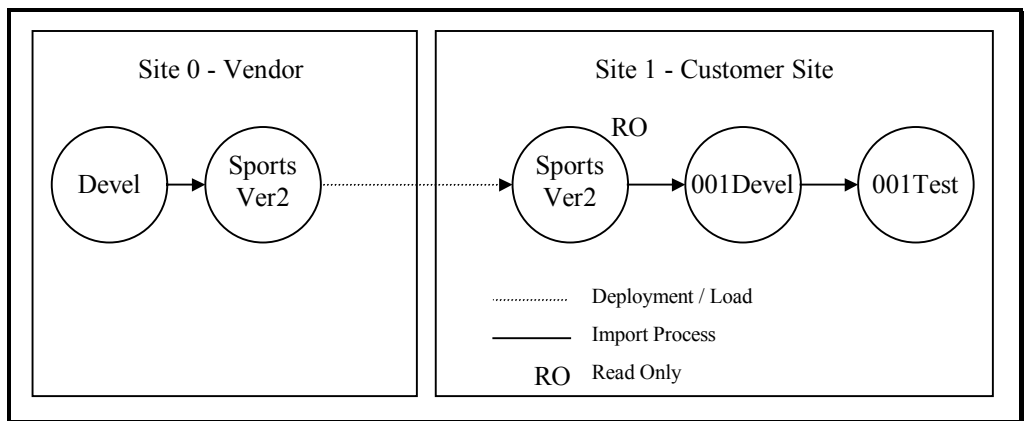 Site 0 - Vendor
Devel
Sports
Ver2
Site 1 - Customer Site
RO
Sports
Ver2
001Devel
001Test
Deployment / Load
Import Process
RO Read Only